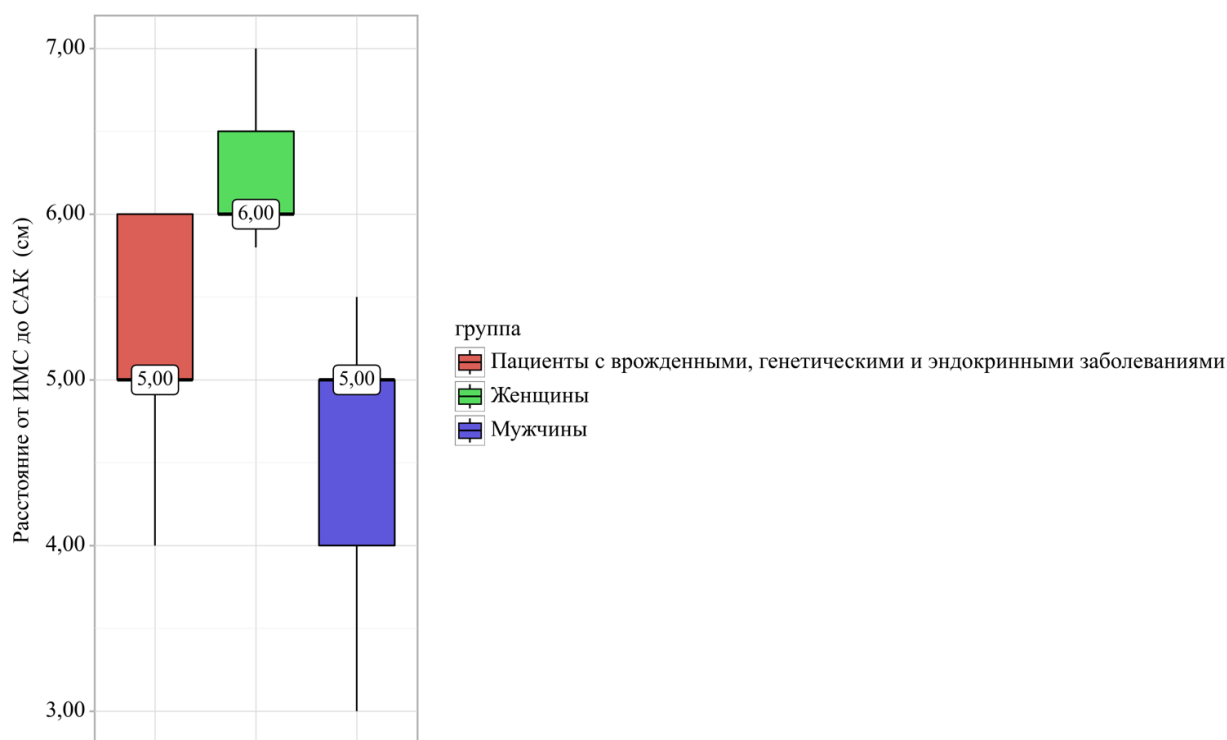 7,00
6,00
5,00
4,00
3,00
Расстояние от ИМС до САК (см)
5,00
6,00
5,00
группа
Пациенты с врожденными, генетическими и эндокринными заболеваниями
Женщины
Мужчины